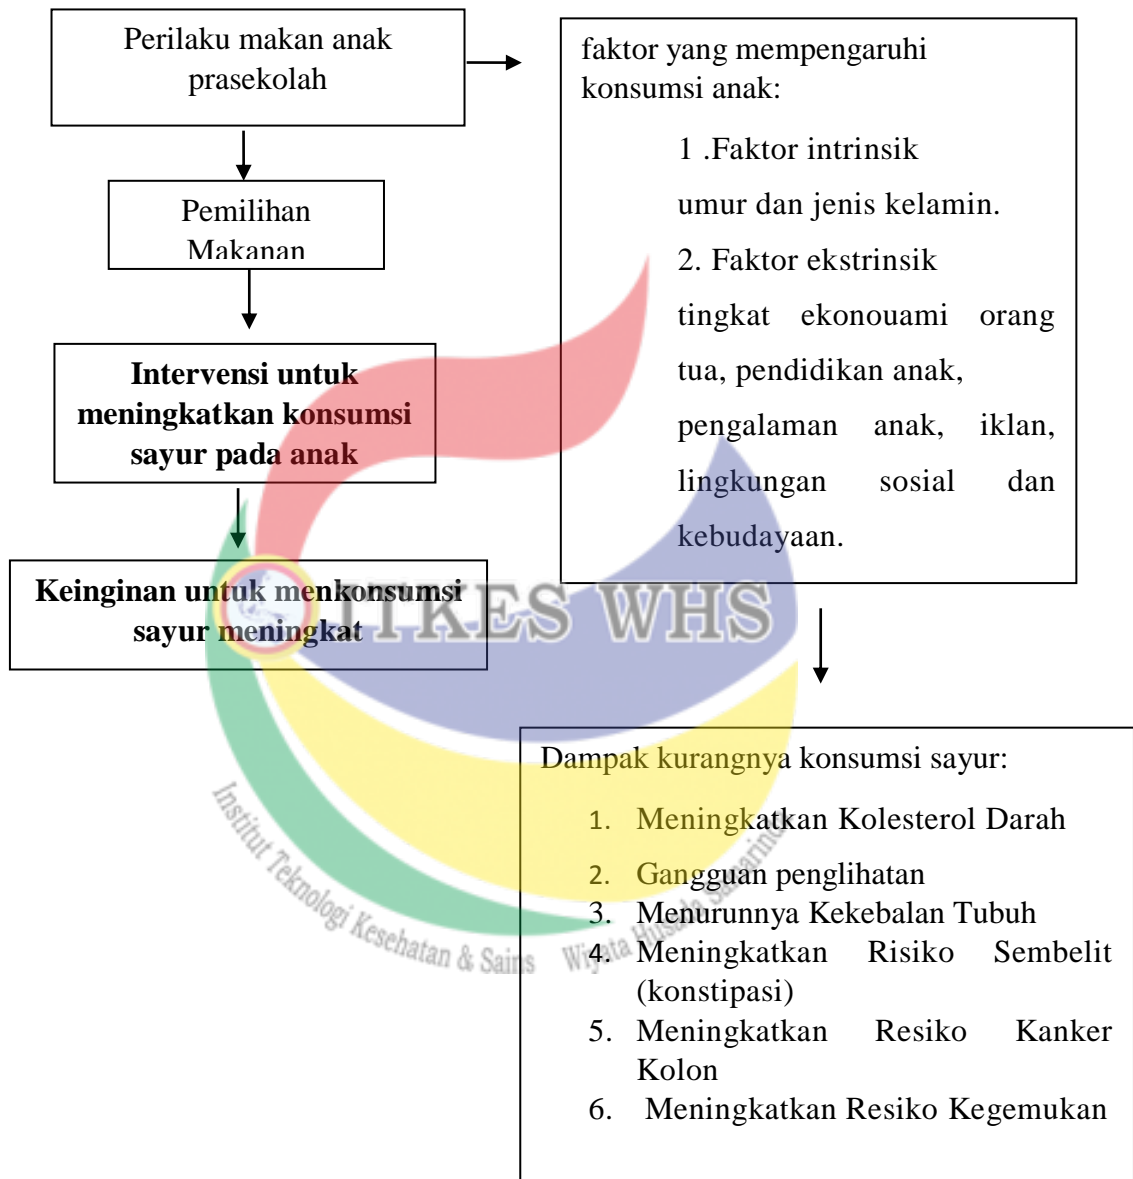 Perilaku makan anak
prasekolah
Pemilihan
Makanan
Intervensi untuk
meningkatkan konsumsi
sayur pada anak
Keinginan untuk menkonsumsi
sayur meningkat
faktor yang mempengaruhi
konsumsi anak:
1 .Faktor intrinsik
umur dan jenis kelamin.
2. Faktor ekstrinsik
tingkat ekonouami orang
tua, pendidikan anak,
pengalaman anak, iklan,
lingkungan sosial dan
kebudayaan.
ITKES WHS
Dampak kurangnya konsumsi sayur:
1. Meningkatkan Kolesterol Darah
2. Gangguan penglihatan
3. Menurunnya Kekebalan Tubuh
4. Meningkatkan Risiko Sembelit
(konstipasi)
5. Meningkatkan Resiko Kanker
Kolon
6. Meningkatkan Resiko Kegemukan
Institut Teknologi Kesehatan & Sains Wiyata Husada Samarinda